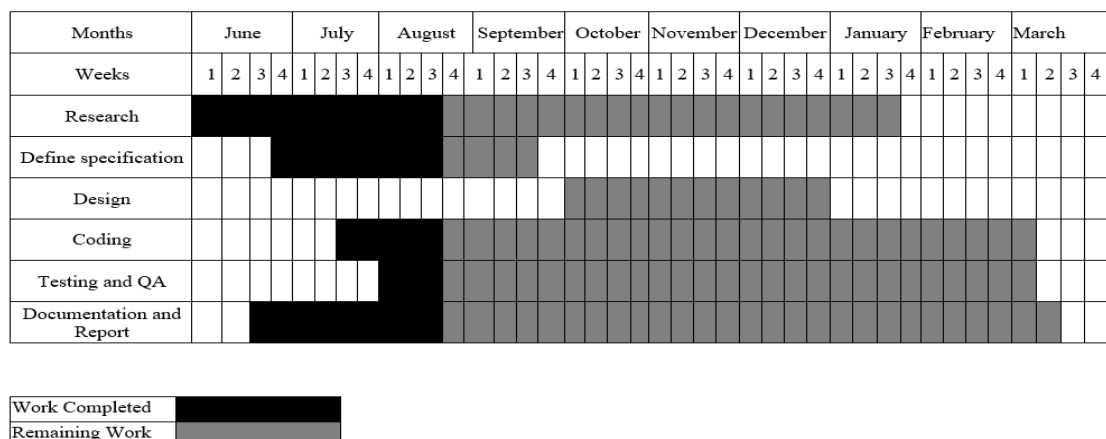 Months June July August September October November December January February March
Weeks 1 2 3 4 1 2 3 4 1 2 3 4 1 2 3 4 1 2 3 4 1 2 3 4 1 2 3 4 1 2 3 4 1 2 3 4 1 2 3 4
Research
Define specification
Design
Coding
Testing and QA
Documentation and
Report
Work Completed
Remaining Work